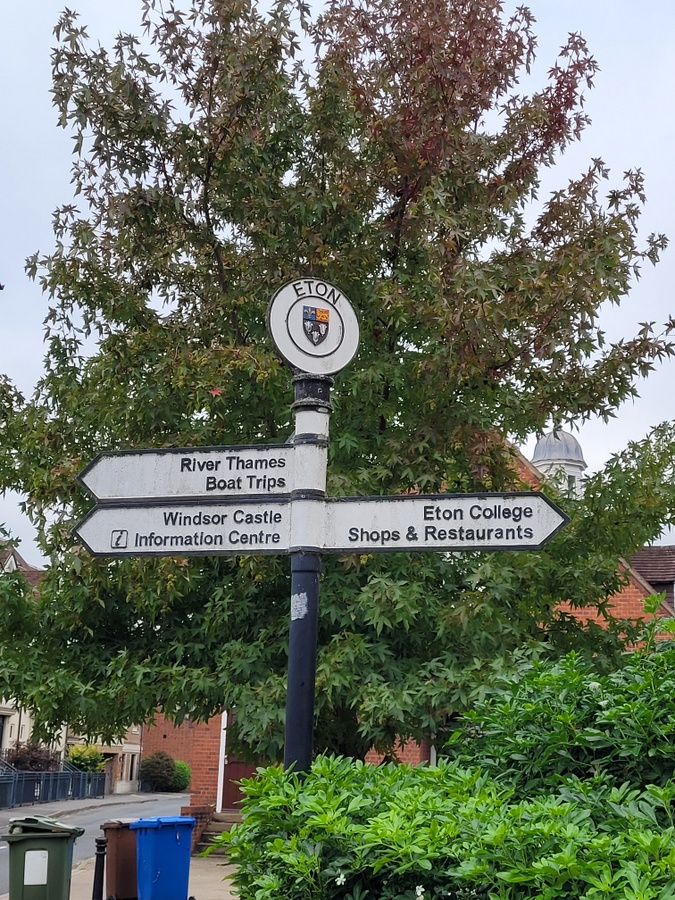 ETON
River Thames
Boat Trips
Windsor Castle
i Information Centre
Eton College
Shops & Restaurants